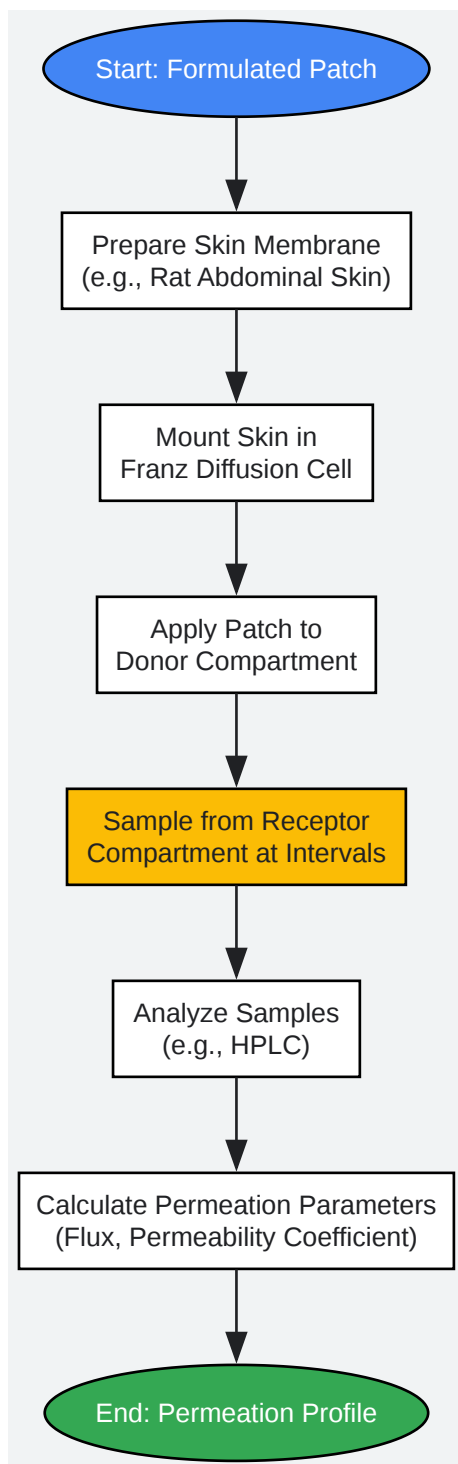 Start: Formulated Patch
Prepare Skin Membrane
(e.g., Rat Abdominal Skin)
Mount Skin in
Franz Diffusion Cell
Apply Patch to
Donor Compartment
Sample from Receptor
Compartment at Intervals
Analyze Samples
(e.g., HPLC)
Calculate Permeation Parameters
(Flux, Permeability Coefficient)
End: Permeation Profile